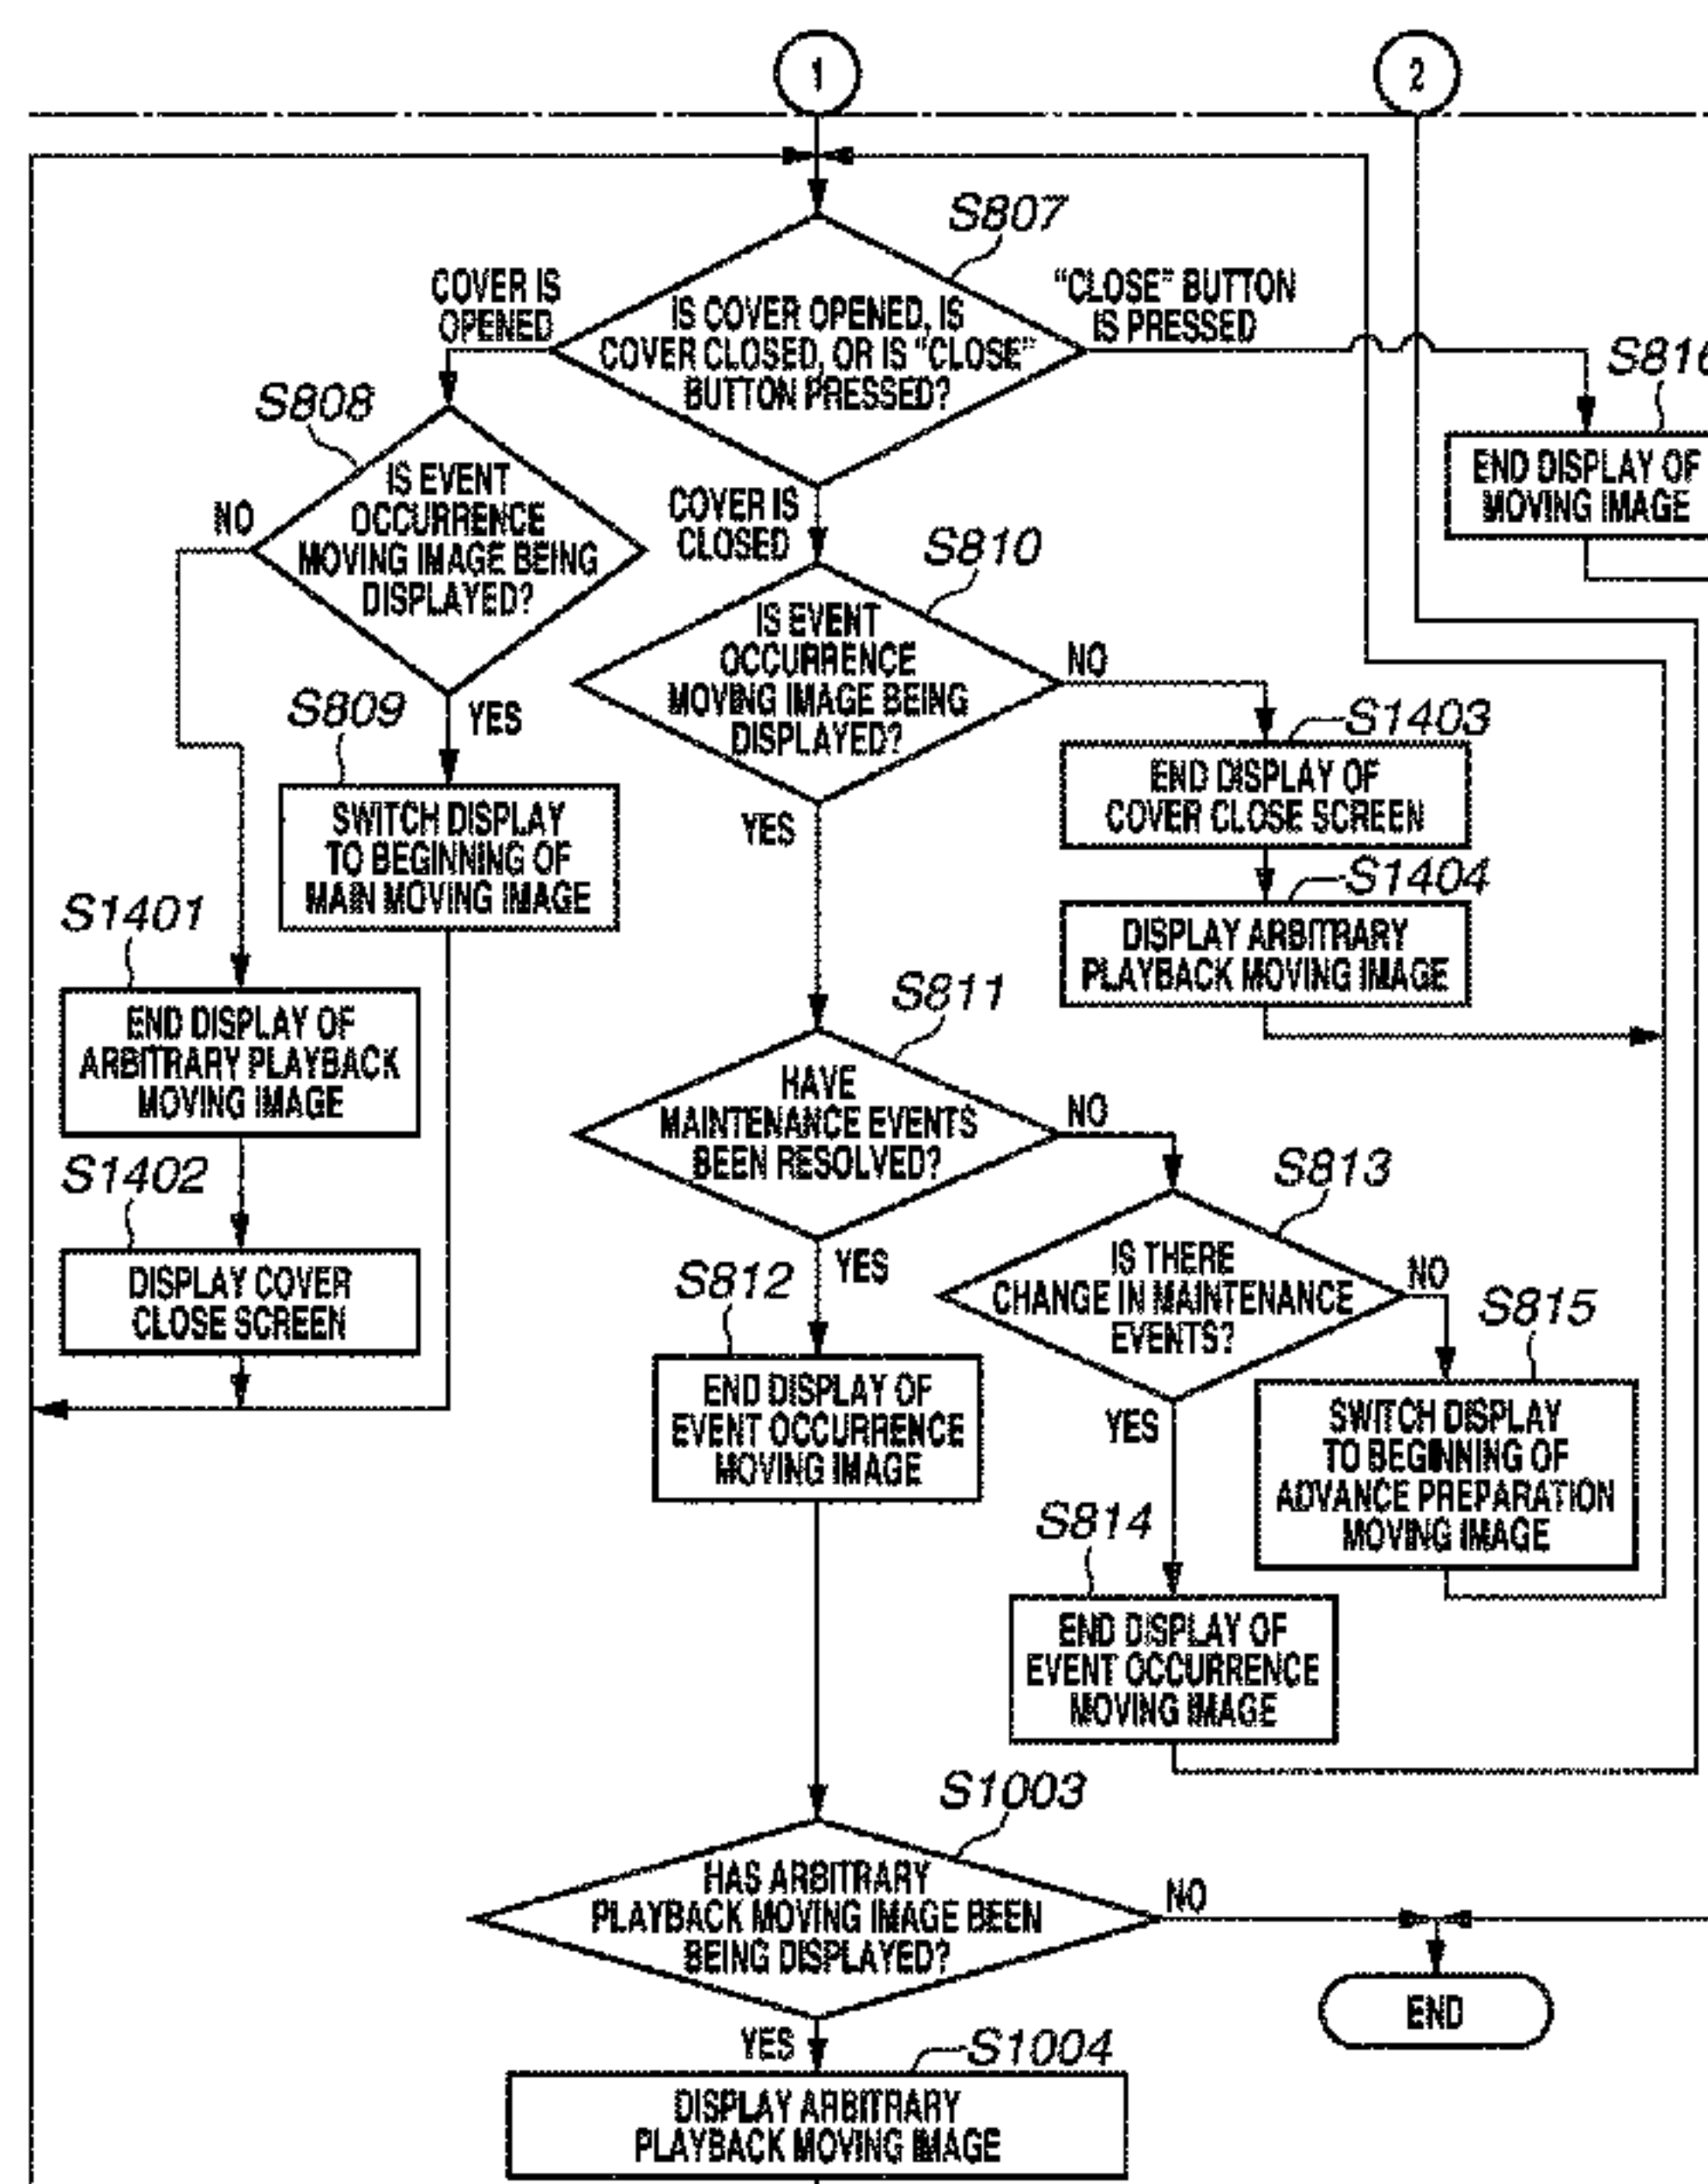 1
2
S807
COVER IS
OPENED
IS COVER OPENED, IS
COVER CLOSED, OR IS "CLOSE"
BUTTON PRESSED?
"CLOSE" BUTTON
IS PRESSED
S816
END DISPLAY OF
MOVING IMAGE
S808
IS EVENT
OCCURRENCE
MOVING IMAGE BEING
DISPLAYED?
NO
YES
COVER IS
CLOSED
S810
IS EVENT
OCCURRENCE
MOVING IMAGE BEING
DISPLAYED?
NO
YES
S809
SWITCH DISPLAY
TO BEGINNING OF
MAIN MOVING IMAGE
S1403
END DISPLAY OF
COVER CLOSE SCREEN
S1404
DISPLAY ARBITRARY
PLAYBACK MOVING IMAGE
S1401
END DISPLAY OF
ARBITRARY PLAYBACK
MOVING IMAGE
S1402
DISPLAY COVER
CLOSE SCREEN
S811
HAVE
MAINTENANCE EVENTS
BEEN RESOLVED?
NO
YES
S813
IS THERE
CHANGE IN MAINTENANCE
EVENTS?
NO
YES
S812
END DISPLAY OF
EVENT OCCURRENCE
MOVING IMAGE
S815
SWITCH DISPLAY
TO BEGINNING OF
ADVANCE PREPARATION
MOVING IMAGE
S814
END DISPLAY OF
EVENT OCCURRENCE
MOVING IMAGE
S1003
HAS ARBITRARY
PLAYBACK MOVING IMAGE BEEN
BEING DISPLAYED?
NO
YES
END
S1004
DISPLAY ARBITRARY
PLAYBACK MOVING IMAGE